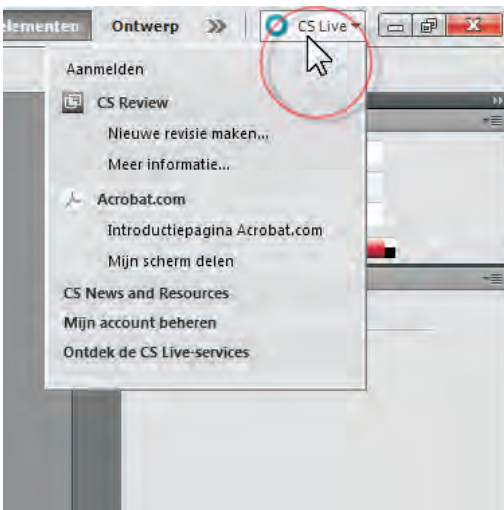 elementen Ontwerp CS Live
Aanmelden
CS Review
Nieuwe revisie maken...
Meer informatie...
Acrobat.com
Introductiepagina Acrobat.com
Mijn scherm delen
CS News and Resources
Mijn account beheren
Ontdek de CS Live-services